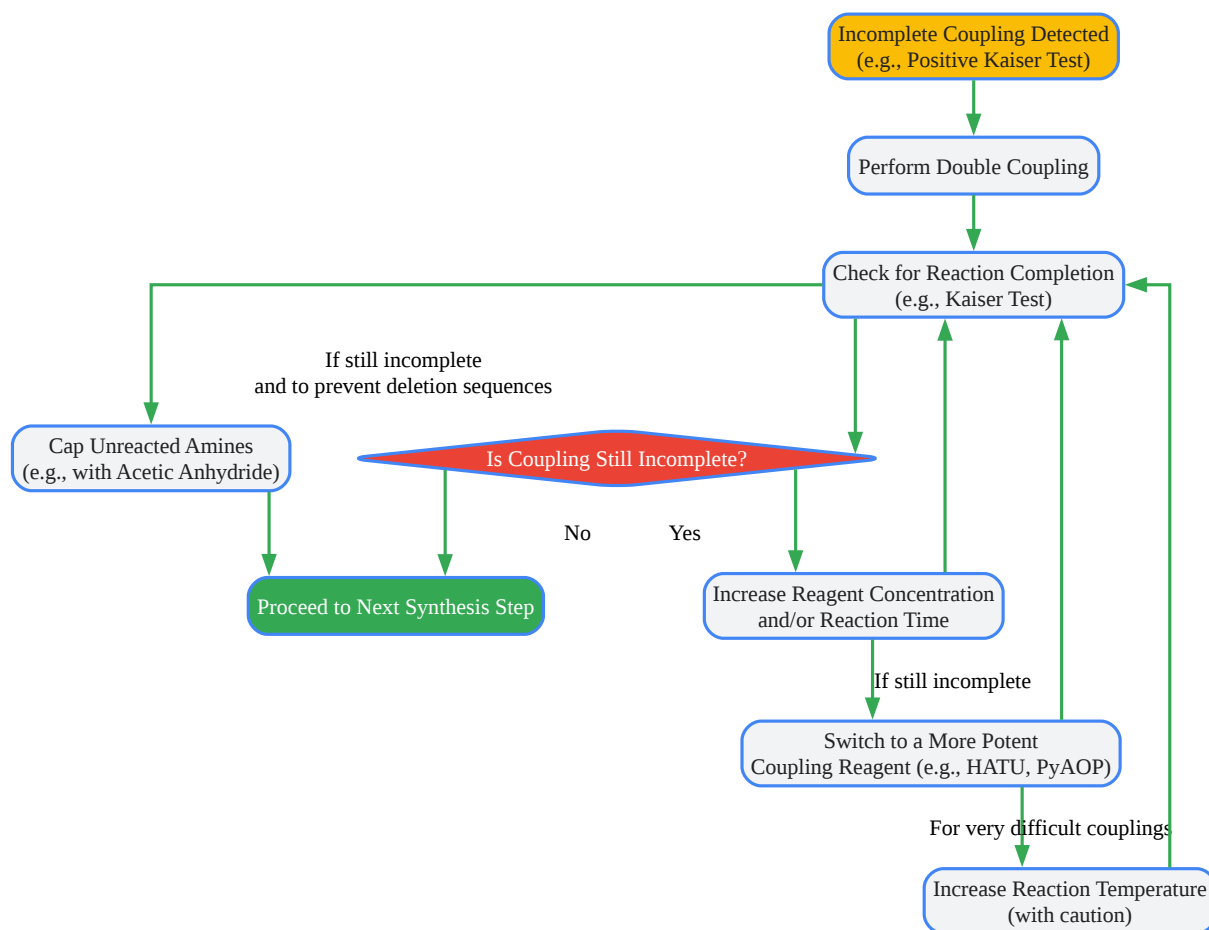 Incomplete Coupling Detected
(e.g., Positive Kaiser Test)
Perform Double Coupling
Check for Reaction Completion
(e.g., Kaiser Test)
If still incomplete
and to prevent deletion sequences
Cap Unreacted Amines
(e.g., with Acetic Anhydride)
Is Coupling Still Incomplete?
No
Yes
Proceed to Next Synthesis Step
Increase Reagent Concentration
and/or Reaction Time
If still incomplete
Switch to a More Potent
Coupling Reagent (e.g., HATU, PyAOP)
For very difficult couplings
Increase Reaction Temperature
(with caution)